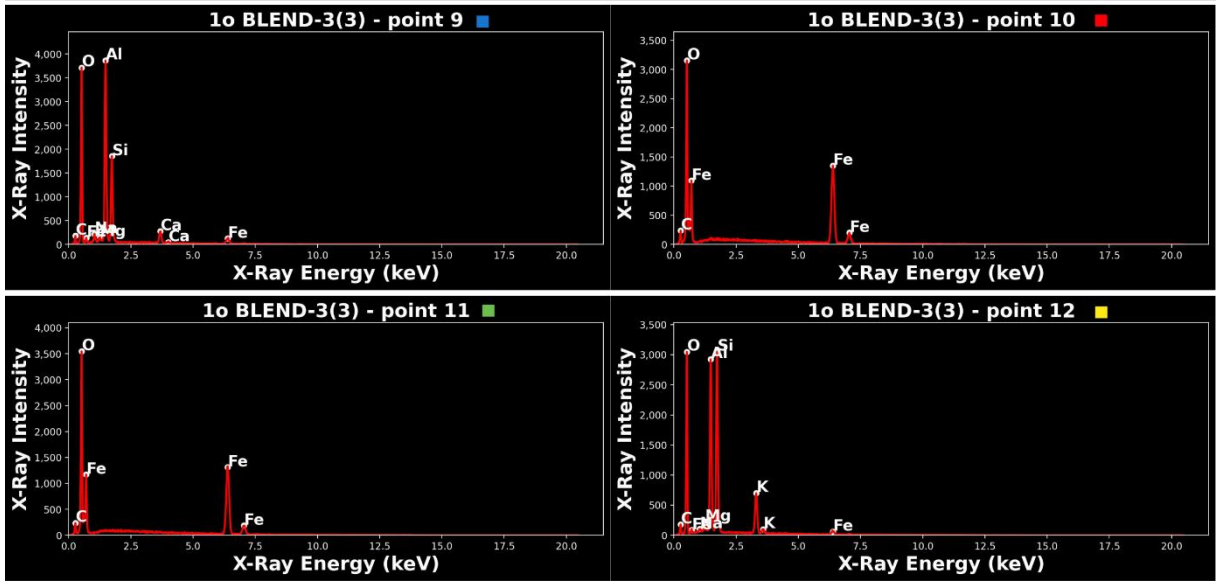 1o BLEND-3(3) - point 9
X-Ray Intensity
4,000
3,500
3,000
2,500
2,000
1,500
1,000
500
0
O
Al
Si
C
Mg
Ca
Ca
Fe
0.0 2.5 5.0 7.5 10.0 12.5 15.0 17.5 20.0
X-Ray Energy (keV)
1o BLEND-3(3) - point 10
X-Ray Intensity
3,500
3,000
2,500
2,000
1,500
1,000
500
0
O
Fe
C
Fe
Fe
0.0 2.5 5.0 7.5 10.0 12.5 15.0 17.5 20.0
X-Ray Energy (keV)
1o BLEND-3(3) - point 11
X-Ray Intensity
4,000
3,500
3,000
2,500
2,000
1,500
1,000
500
0
O
Fe
C
Fe
Fe
0.0 2.5 5.0 7.5 10.0 12.5 15.0 17.5 20.0
X-Ray Energy (keV)
1o BLEND-3(3) - point 12
X-Ray Intensity
3,500
3,000
2,500
2,000
1,500
1,000
500
0
O
Al
Si
C
Mg
K
K
Fe
0.0 2.5 5.0 7.5 10.0 12.5 15.0 17.5 20.0
X-Ray Energy (keV)